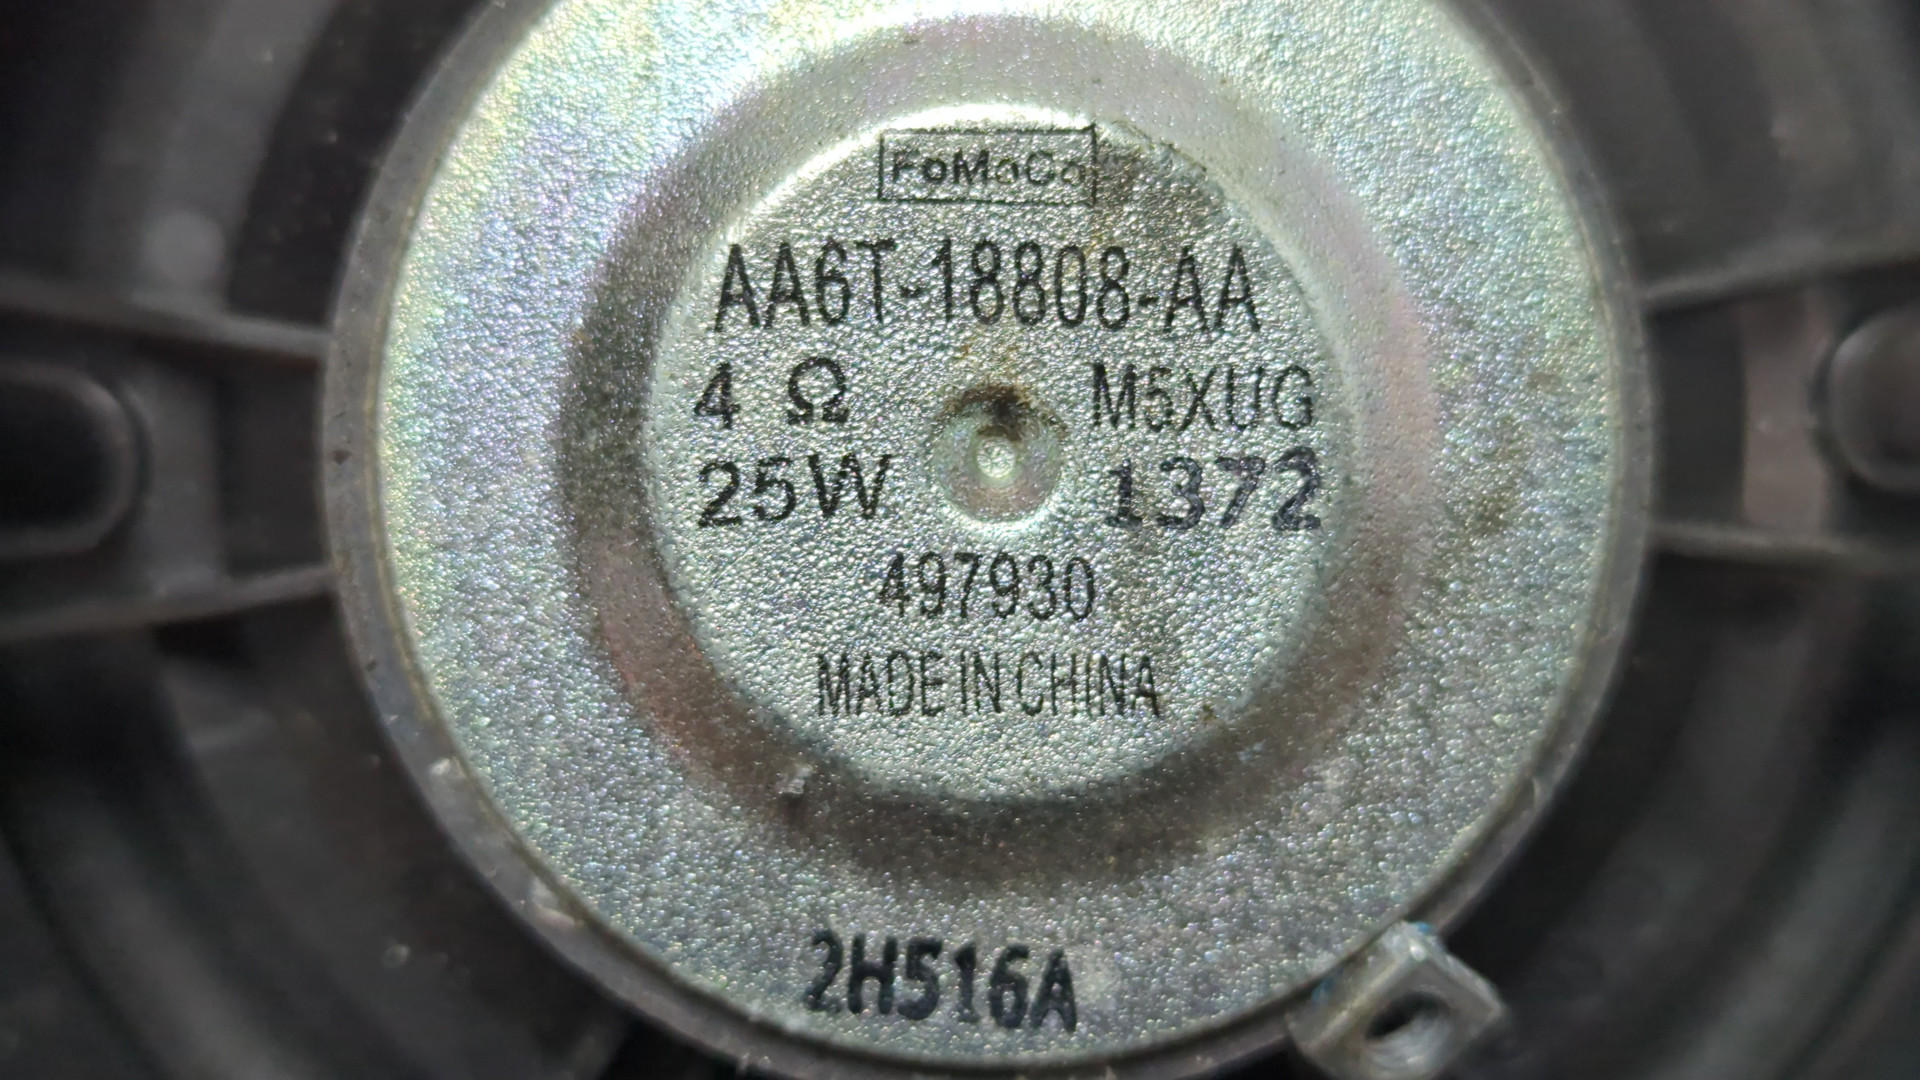 FoMoCo
AA6T-18808-AA
4 Ω M5XUG
25W 1372
497930
MADE IN CHINA
2H516A